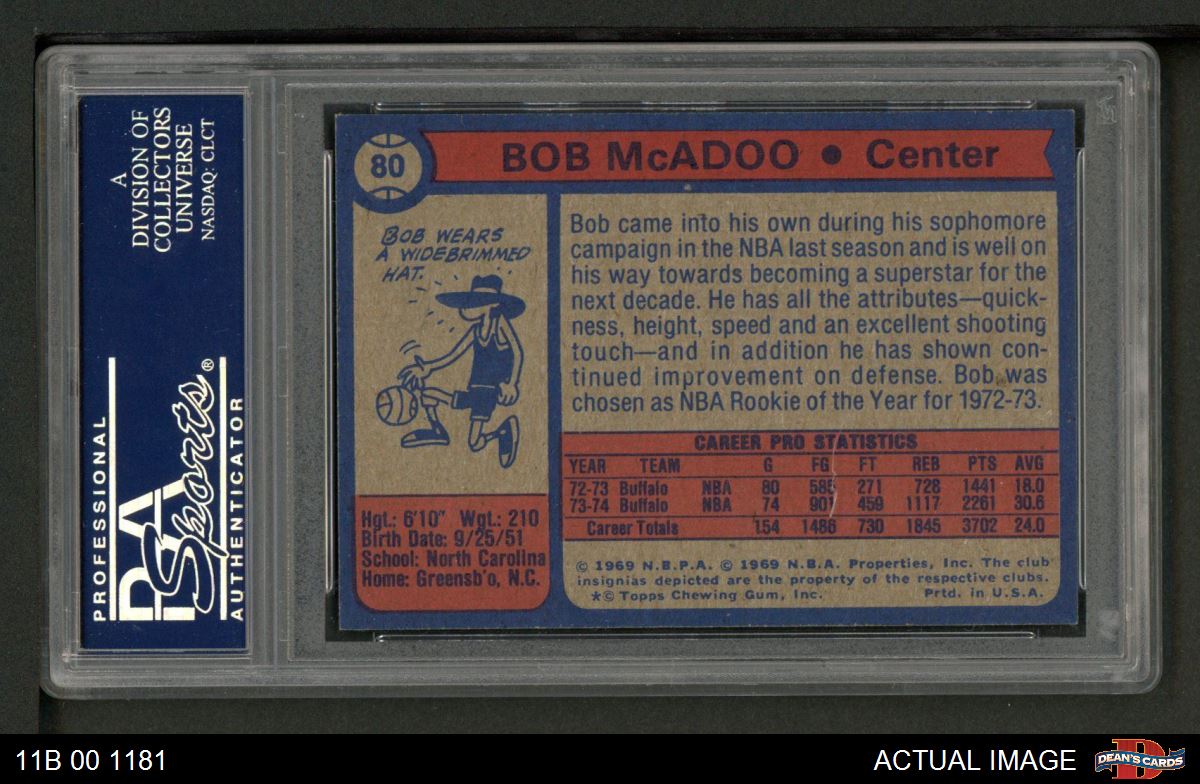 A
DIVISION OF
COLLECTORS
UNIVERSE
NASDAQ: CLCT
PROFESSIONAL
PSA
Sports®
AUTHENTICATOR
80
BOB McADOO • Center
BOB WEARS
A WIDEBRIMMED
HAT.
Hgt.: 6'10" Wgt.: 210
Birth Date: 9/25/51
School: North Carolina
Home: Greensb'o, N.C.
Bob came into his own during his sophomore
campaign in the NBA last season and is well on
his way towards becoming a superstar for the
next decade. He has all the attributes—quick-
ness, height, speed and an excellent shooting
touch—and in addition he has shown con-
tinued improvement on defense. Bob was
chosen as NBA Rookie of the Year for 1972-73.
CAREER PRO STATISTICS
YEAR TEAM G FG FT REB PTS AVG
72-73 Buffalo NBA 80 585 271 728 1441 18.0
73-74 Buffalo NBA 74 901 459 1117 2261 30.6
Career Totals 154 1486 730 1845 3702 24.0
© 1969 N.B.P.A. © 1969 N.B.A. Properties, Inc. The club
insignias depicted are the property of the respective clubs.
*© Topps Chewing Gum, Inc. Prtd. in U.S.A.
11B 00 1181
ACTUAL IMAGE
D
DEAN'S CARDS